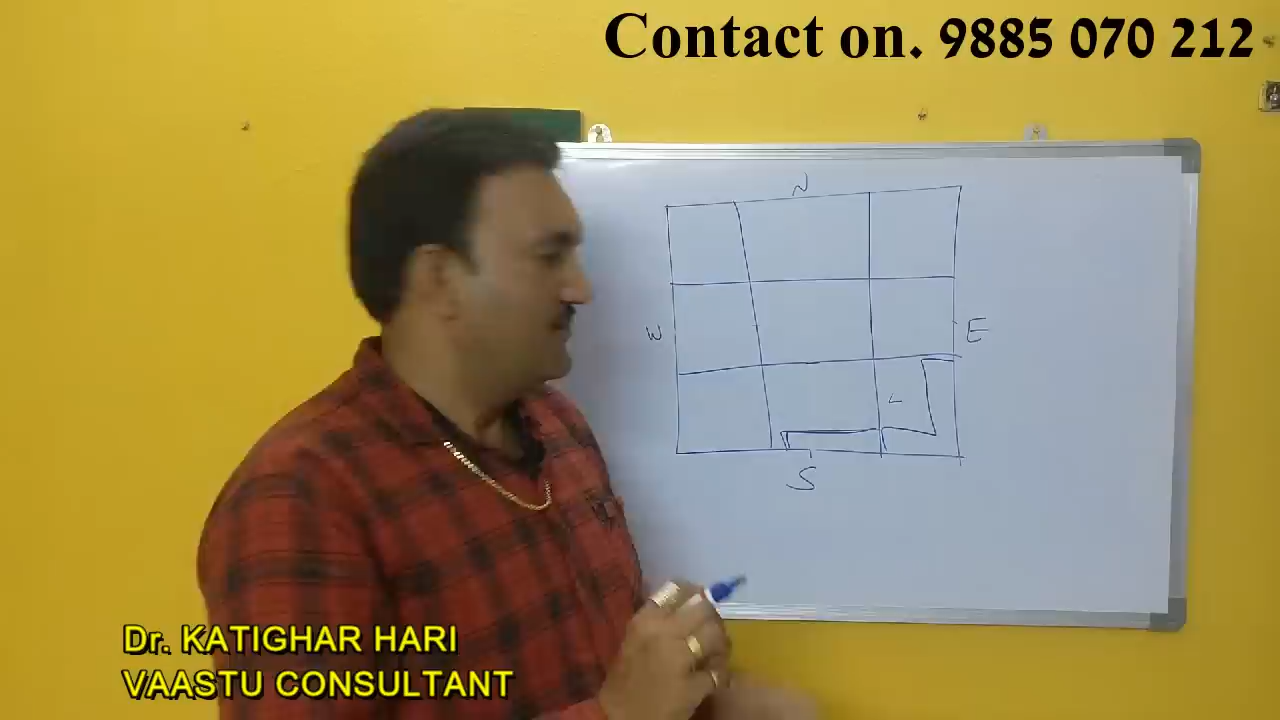 Contact on. 9885 070 212
N
W
E
L
S
Dr. KATIGHAR HARI
VAASTU CONSULTANT